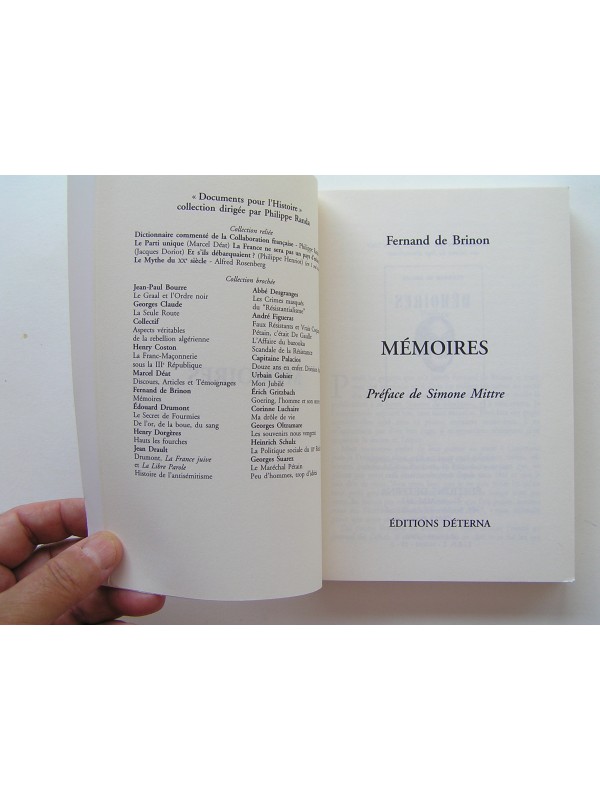 « Documents pour l'Histoire »
collection dirigée par Philippe Randa
Collection reliée
Dictionnaire commenté de la Collaboration française - Philippe
Le Parti unique (Marcel Déat) La France ne sera pas un pays
(Jacques Doriot) Et s'ils débarquaient ? (Philippe Henriot)
Le Mythe du XXe siècle - Alfred Rosenberg
Collection brochée
Jean-Paul Bourre
Le Graal et l'Ordre noir
Georges Claude
La Seule Route
Collectif
Aspects véritables
de la rebellion algérienne
Henry Coston
La Franc-Maçonnerie
sous la IIIe République
Marcel Déat
Discours, Articles et Témoignages
Fernand de Brinon
Mémoires
Édouard Drumont
Le Secret de Fourmies
De l'or, de la boue, du sang
Henry Dorgères
Hauts les fourches
Jean Drault
Drumont, La France juive
et La Libre Parole
Histoire de l'antisémitisme
Abbé Desgranges
Les Crimes masqués
du "Résistantialisme"
André Figueras
Faux Résistants et Vrais
Pétain, c'était De Gaulle
L'Affaire du bazooka
Scandale de la Résistance
Capitaine Palacios
Douze ans en enfer,
Urbain Gohier
Mon Jubilé
Érich Gritzbach
Goering, l'homme et son
Corinne Luchaire
Ma drôle de vie
Georges Oltramare
Les souvenirs nous vengent
Heinrich Schulz
La Politique sociale du IIIe
Georges Suarez
Le Maréchal Pétain
Peu d'hommes, trop d'idées
Fernand de Brinon
MÉMOIRES
Préface de Simone Mittre
ÉDITIONS DÉTERNA